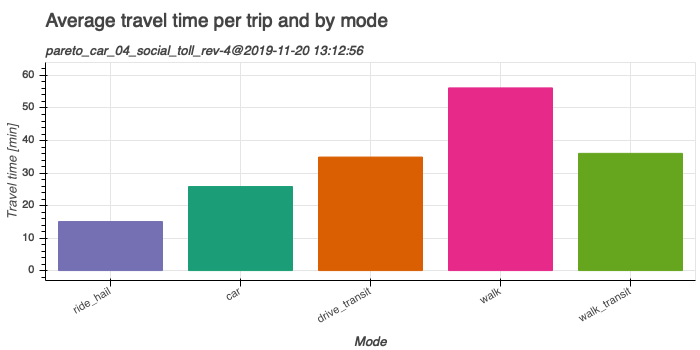 Average travel time per trip and by mode
pareto_car_04_social_toll_rev-4@2019-11-20 13:12:56
Travel time [min]
60
50
40
30
20
10
0
ride_hail
car
drive_transit
walk
walk_transit
Mode